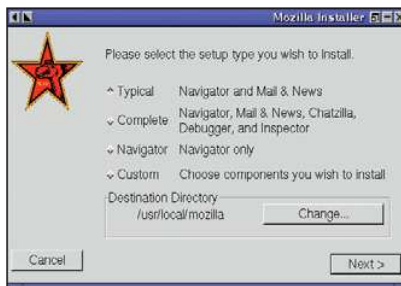 Mozilla Installer
Please select the setup type you wish to install.
Typical Navigator and Mail & News
Complete Navigator, Mail & News, Chatzilla,
Debugger, and Inspector
Navigator Navigator only
Custom Choose components you wish to install
Destination Directory
/usr/local/mozilla Change...
Cancel Next >